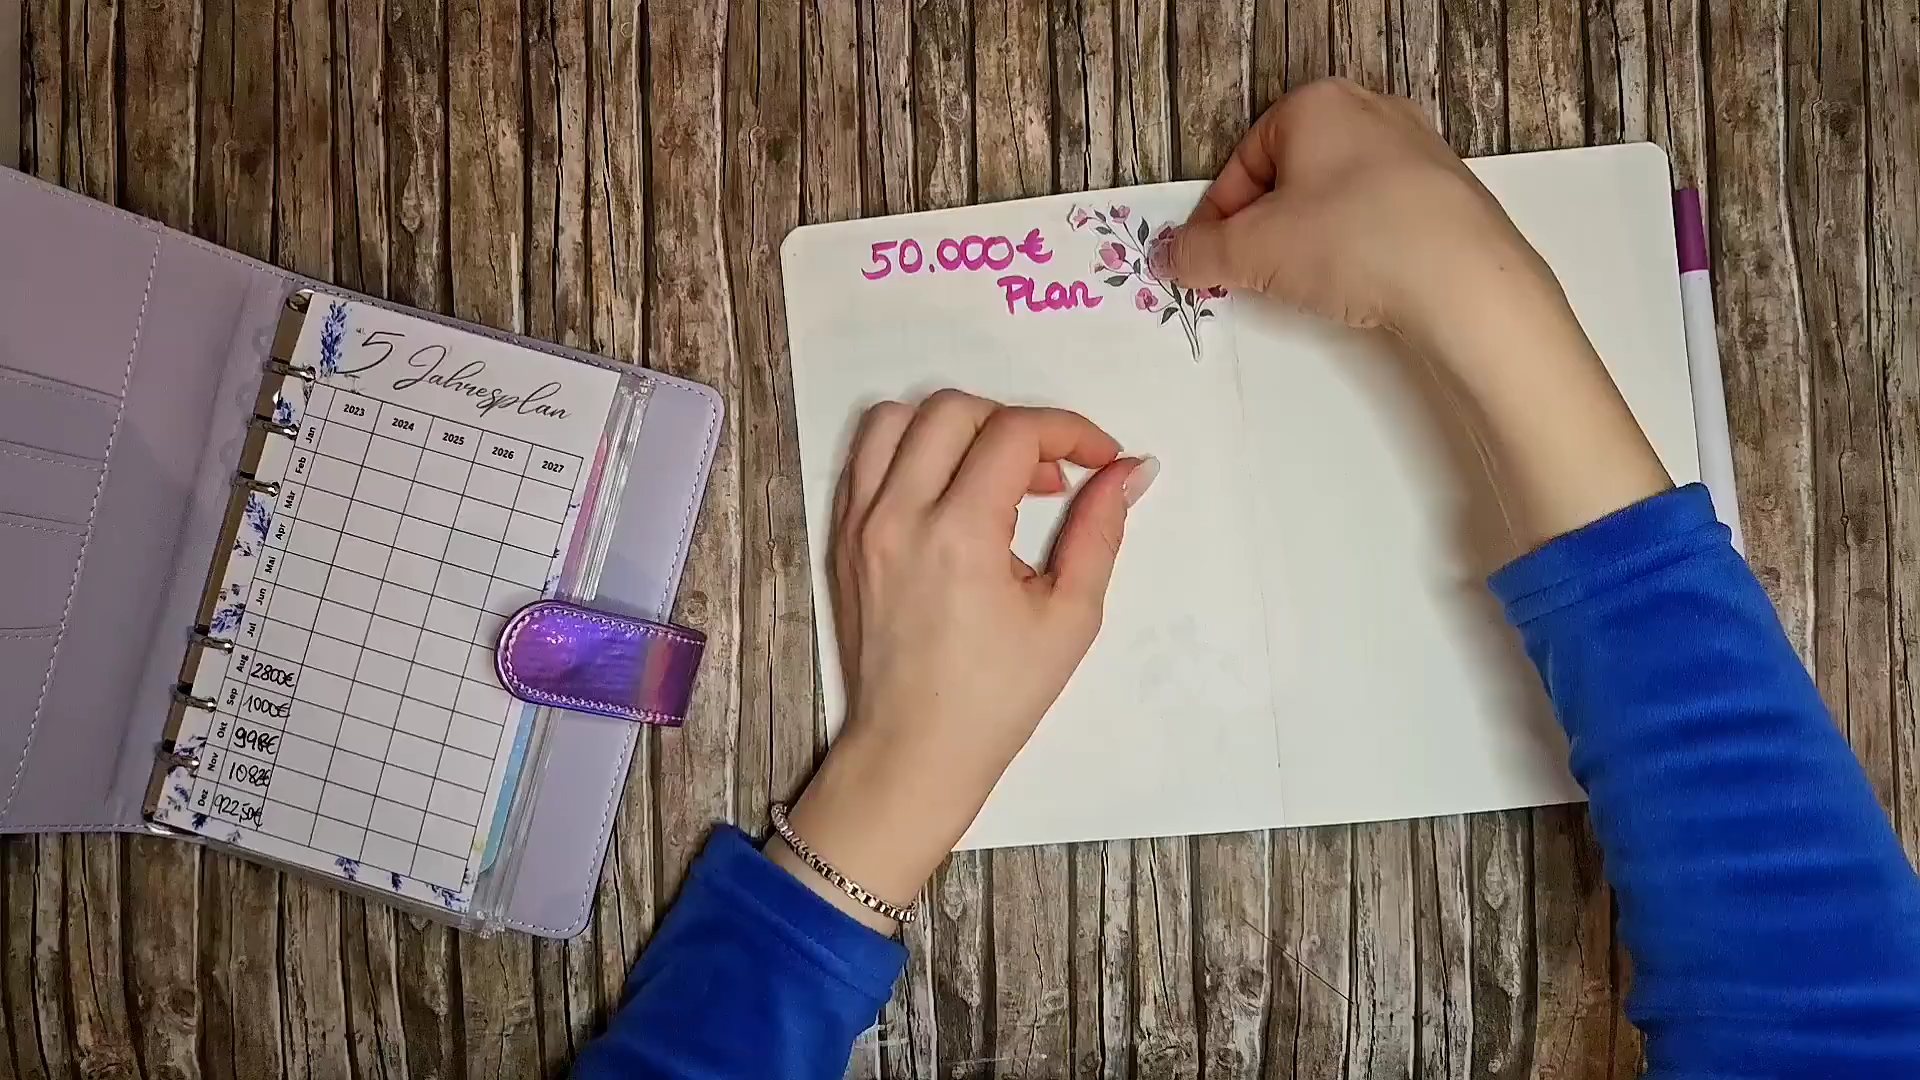 5 Jahresplan
2023 2024 2025 2026 2027
Jan
Feb
Mär
Apr
Mai
Jun
Jul
Aug 2800€
Sep 1000€
Okt 998€
Nov 1082€
Dez 922,50€
50.000€
Plan